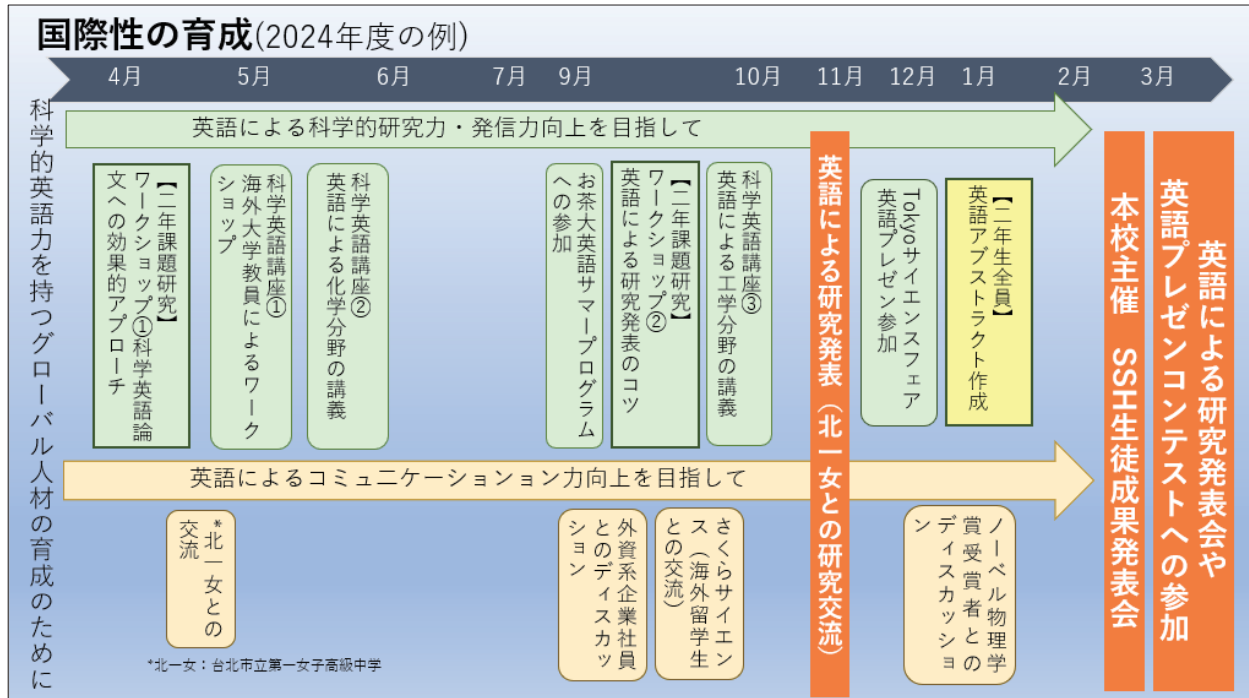 国際性の育成(2024年度の例)
4月 5月 6月 7月 9月 10月 11月 12月 1月 2月 3月
科学的英語力を持つグローバル人材の育成のために
英語による科学的研究力・発信力向上を目指して
【二年課題研究】
ワークショップ①科学英語論
文への効果的アプローチ
科学英語講座①
海外大学教員によるワーク
ショップ
科学英語講座②
英語による化学分野の講義
お茶大英語サマープログラム
への参加
【二年課題研究】
ワークショップ②
英語による研究発表のコツ
科学英語講座③
英語による工学分野の講義
英語による研究発表(北一女との研究交流)
Tokyoサイエンスフェア
英語プレゼン参加
【二年生全員】
英語アブストラクト作成
本校主催 SSH生徒成果発表会
英語による研究発表会や
英語プレゼンコンテストへの参加
英語によるコミュニケーションョン力向上を目指して
*北一女との
交流
外資系企業社員
とのディスカッ
ション
さくらサイエン
ス(海外留学生
との交流)
ノーベル物理学
賞受賞者との
ディスカッショ
ン
*北一女:台北市立第一女子高級中学